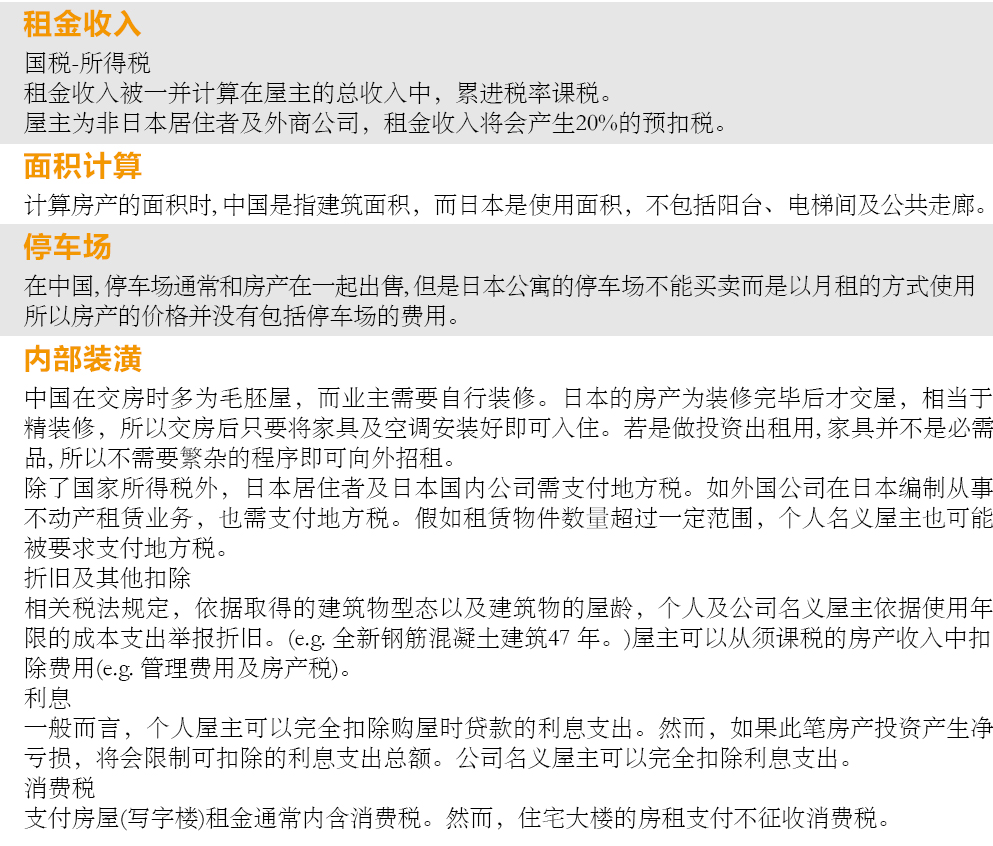 租金收入
国税-所得税
租金收入被一并计算在屋主的总收入中，累进税率课税。
屋主为非日本居住者及外商公司，租金收入将会产生20%的预扣税。
面积计算
计算房产的面积时, 中国是指建筑面积，而日本是使用面积，不包括阳台、电梯间及公共走廊。
停车场
在中国, 停车场通常和房产在一起出售, 但是日本公寓的停车场不能买卖而是以月租的方式使用
所以房产的价格并没有包括停车场的费用。
内部装潢
中国在交房时多为毛胚屋，而业主需要自行装修。日本的房产为装修完毕后才交屋，相当于
精装修，所以交房后只要将家具及空调安装好即可入住。若是做投资出租用, 家具并不是必需
品, 所以不需要繁杂的程序即可向外招租。
除了国家所得税外，日本居住者及日本国内公司需支付地方税。如外国公司在日本编制从事
不动产租赁业务，也需支付地方税。假如租赁物件数量超过一定范围，个人名义屋主也可能
被要求支付地方税。
折旧及其他扣除
相关税法规定，依据取得的建筑物型态以及建筑物的屋龄，个人及公司名义屋主依据使用年
限的成本支出举报折旧。(e.g. 全新钢筋混凝土建筑47 年。)屋主可以从须课税的房产收入中扣
除费用(e.g. 管理费用及房产税)。
利息
一般而言，个人屋主可以完全扣除购屋时贷款的利息支出。然而，如果此笔房产投资产生净
亏损，将会限制可扣除的利息支出总额。公司名义屋主可以完全扣除利息支出。
消费税
支付房屋(写字楼)租金通常内含消费税。然而，住宅大楼的房租支付不征收消费税。